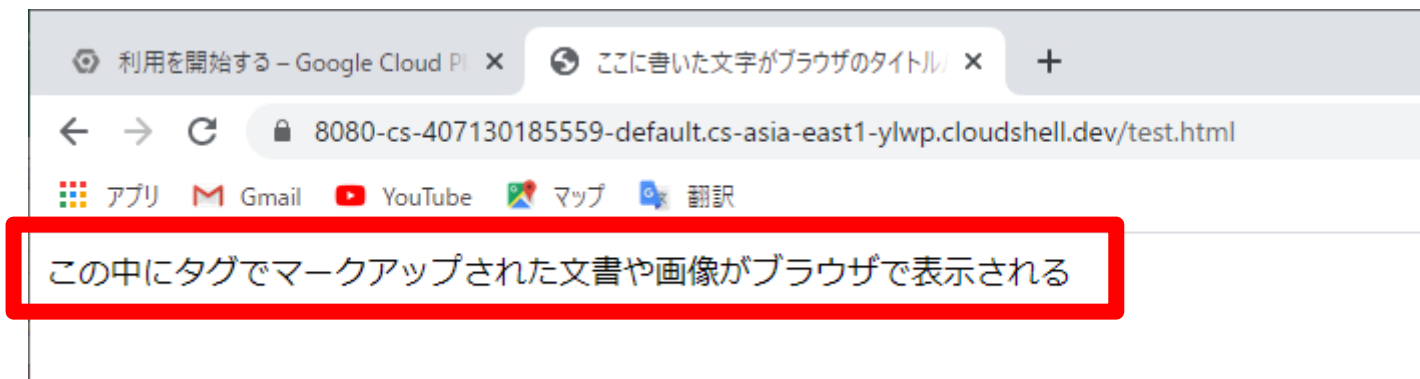 利用を開始する – Google Cloud Pl
ここに書いた文字がブラウザのタイトル
8080-cs-407130185559-default.cs-asia-east1-ylwp.cloudshell.dev/test.html
アプリ Gmail YouTube マップ 翻訳
この中にタグでマークアップされた文書や画像がブラウザで表示される